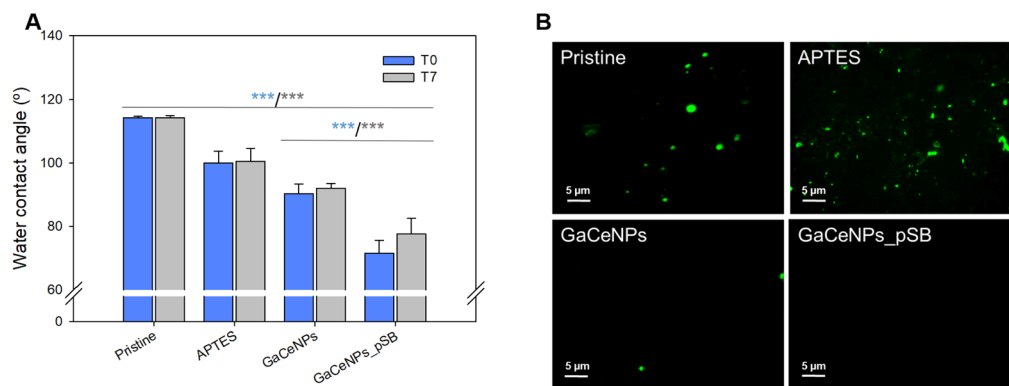 A
140
120
100
80
60
0
Water contact angle (º)
T0
T7
***/***
***/***
Pristine
APTES
GaCeNPs
GaCeNPs_pSB
B
Pristine
5 µm
APTES
5 µm
GaCeNPs
5 µm
GaCeNPs_pSB
5 µm